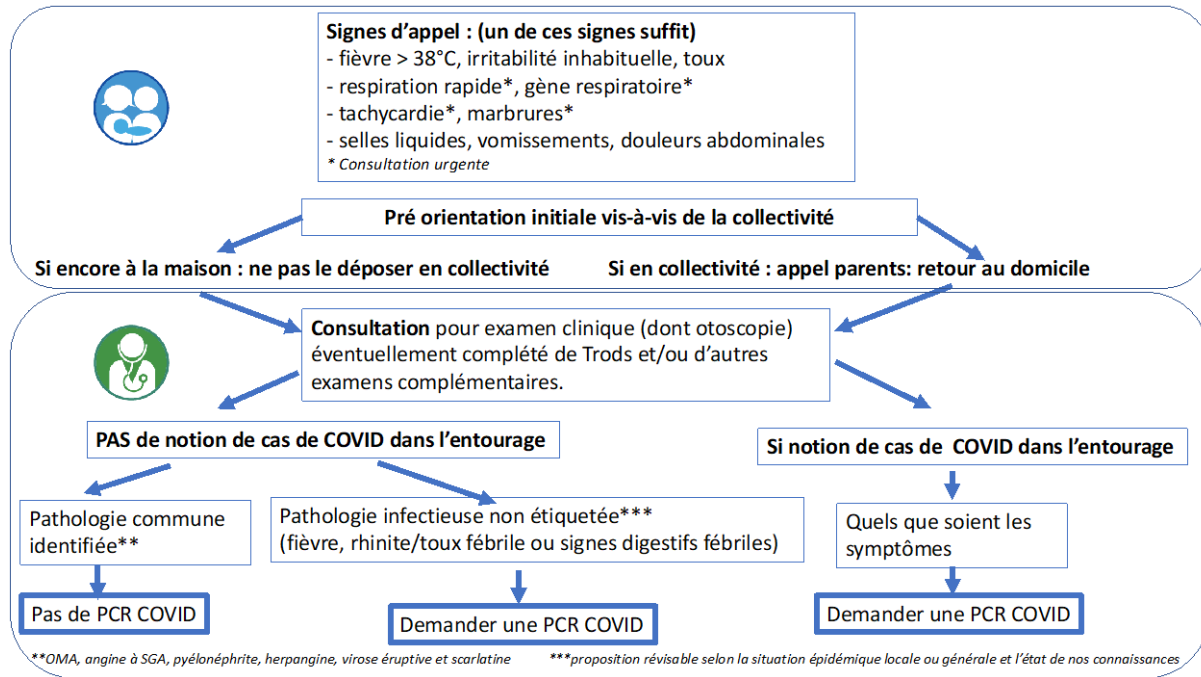 Signes d'appel : (un de ces signes suffit)
- fièvre > 38°C, irritabilité inhabituelle, toux
- respiration rapide*, gène respiratoire*
- tachycardie*, marbrures*
- selles liquides, vomissements, douleurs abdominales
* Consultation urgente
Pré orientation initiale vis-à-vis de la collectivité
Si encore à la maison : ne pas le déposer en collectivité
Si en collectivité : appel parents: retour au domicile
Consultation pour examen clinique (dont otoscopie)
éventuellement complété de Trods et/ou d'autres
examens complémentaires.
PAS de notion de cas de COVID dans l'entourage
Si notion de cas de COVID dans l'entourage
Pathologie commune
identifiée**
Pathologie infectieuse non étiquetée***
(fièvre, rhinite/toux fébrile ou signes digestifs fébriles)
Quels que soient les
symptômes
Pas de PCR COVID
Demander une PCR COVID
Demander une PCR COVID
**OMA, angine à SGA, pyélonéphrite, herpangine, virose éruptive et scarlatine
***proposition révisable selon la situation épidémique locale ou générale et l'état de nos connaissances